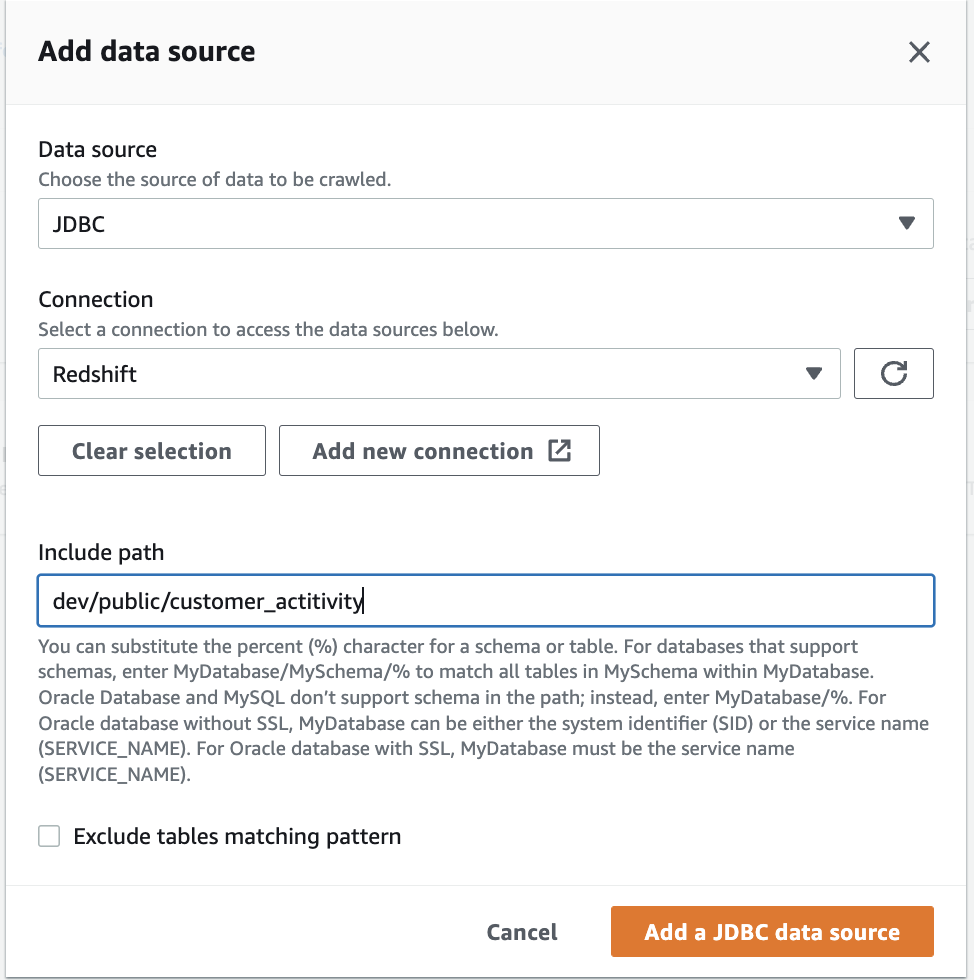 Add data source
Data source
Choose the source of data to be crawled.
JDBC
Connection
Select a connection to access the data sources below.
Redshift
Clear selection
Add new connection
Include path
dev/public/customer_actitivity
You can substitute the percent (%) character for a schema or table. For databases that support
schemas, enter MyDatabase/MySchema/% to match all tables in MySchema within MyDatabase.
Oracle Database and MySQL don’t support schema in the path; instead, enter MyDatabase/%. For
Oracle database without SSL, MyDatabase can be either the system identifier (SID) or the service name
(SERVICE_NAME). For Oracle database with SSL, MyDatabase must be the service name
(SERVICE_NAME).
Exclude tables matching pattern
Cancel
Add a JDBC data source